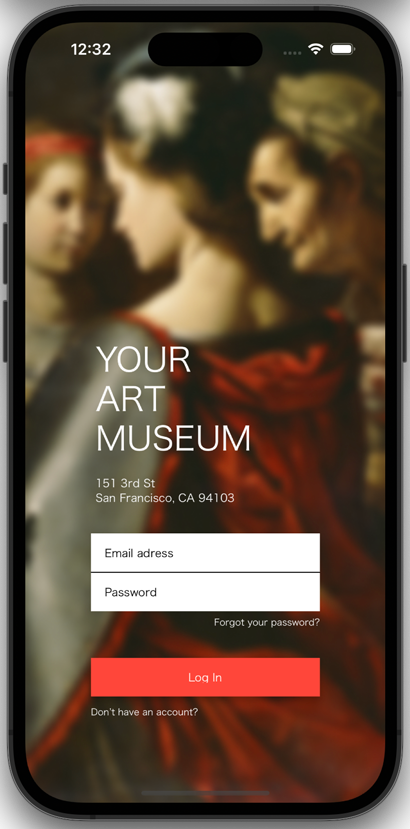 12:32
YOUR
ART
MUSEUM
151 3rd St
San Francisco, CA 94103
Email adress
Password
Forgot your password?
Log In
Don't have an account?